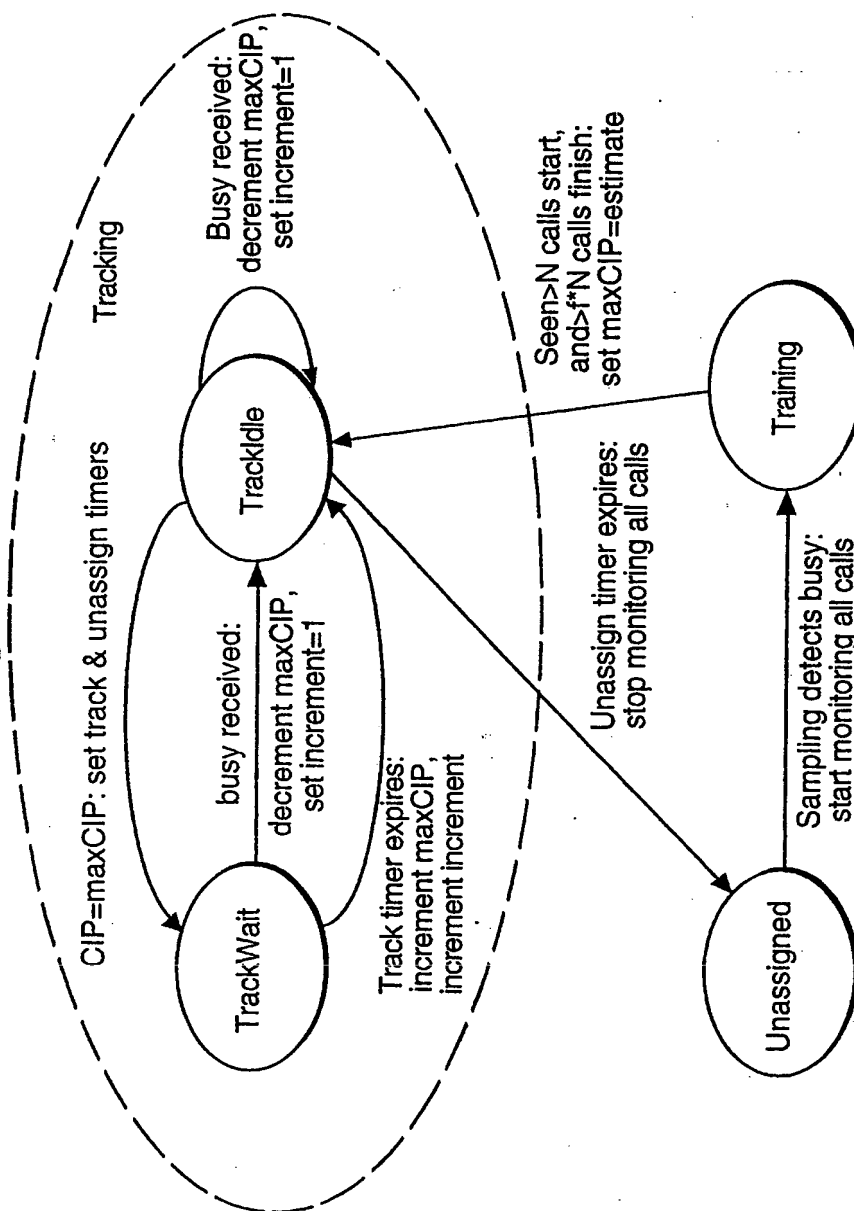 Tracking
CIP=maxCIP: set track & unassign timers
Busy received:
decrement maxCIP,
set increment=1
TrackWait
busy received:
decrement maxCIP,
set increment=1
TrackIdle
Track timer expires:
increment maxCIP,
increment increment
Seen>N calls start,
and>f*N calls finish:
set maxCIP=estimate
Unassign timer expires:
stop monitoring all calls
Unassigned
Sampling detects busy:
start monitoring all calls
Training